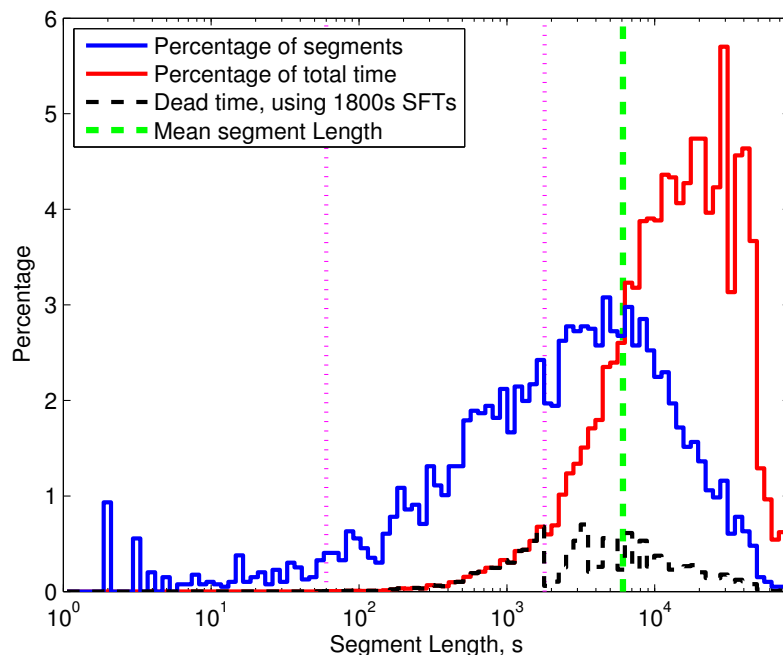 Percentage of segments
Percentage of total time
Dead time, using 1800s SFTs
Mean segment Length
6
5
4
3
2
1
0
Percentage
10^0
10^1
10^2
10^3
10^4
Segment Length, s